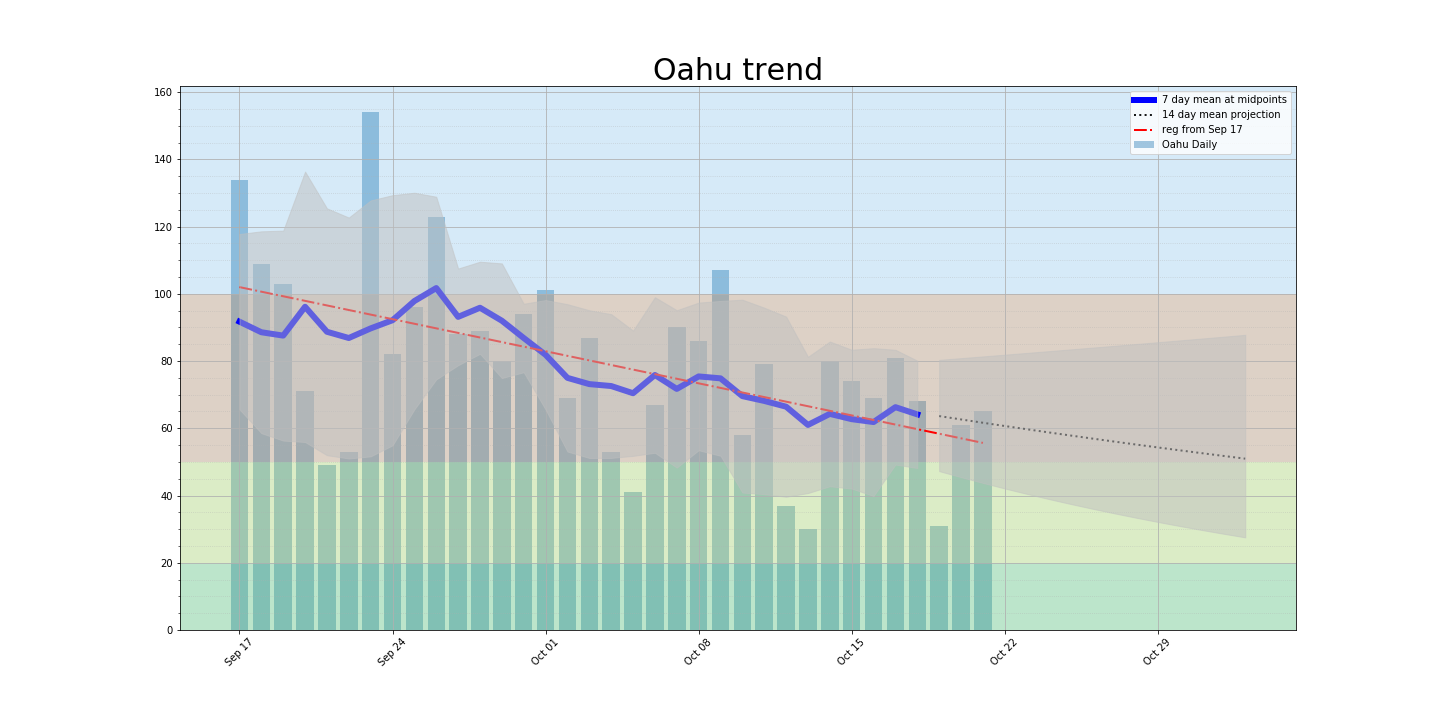 Oahu trend
7 day mean at midpoints
14 day mean projection
reg from Sep 17
Oahu Daily
160
140
120
100
80
60
40
20
0
Sep 17
Sep 24
Oct 01
Oct 08
Oct 15
Oct 22
Oct 29